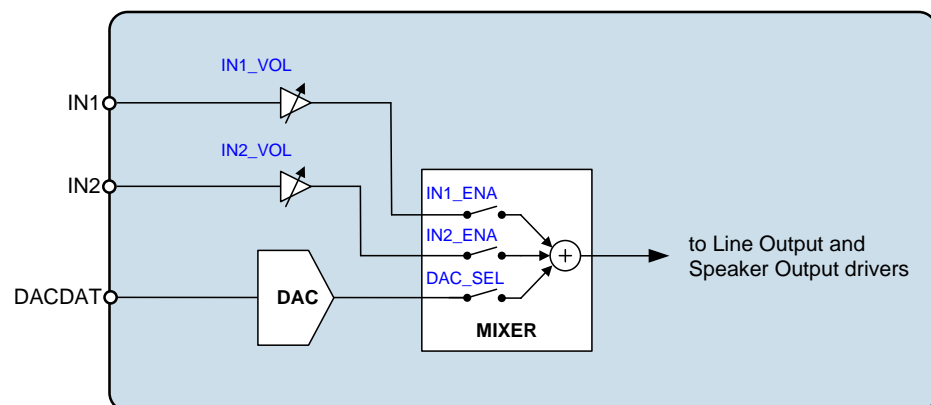 IN1_VOL
IN1
IN2_VOL
IN2
IN1_ENA
IN2_ENA
to Line Output and
Speaker Output drivers
DAC_SEL
DACDAT
DAC
MIXER